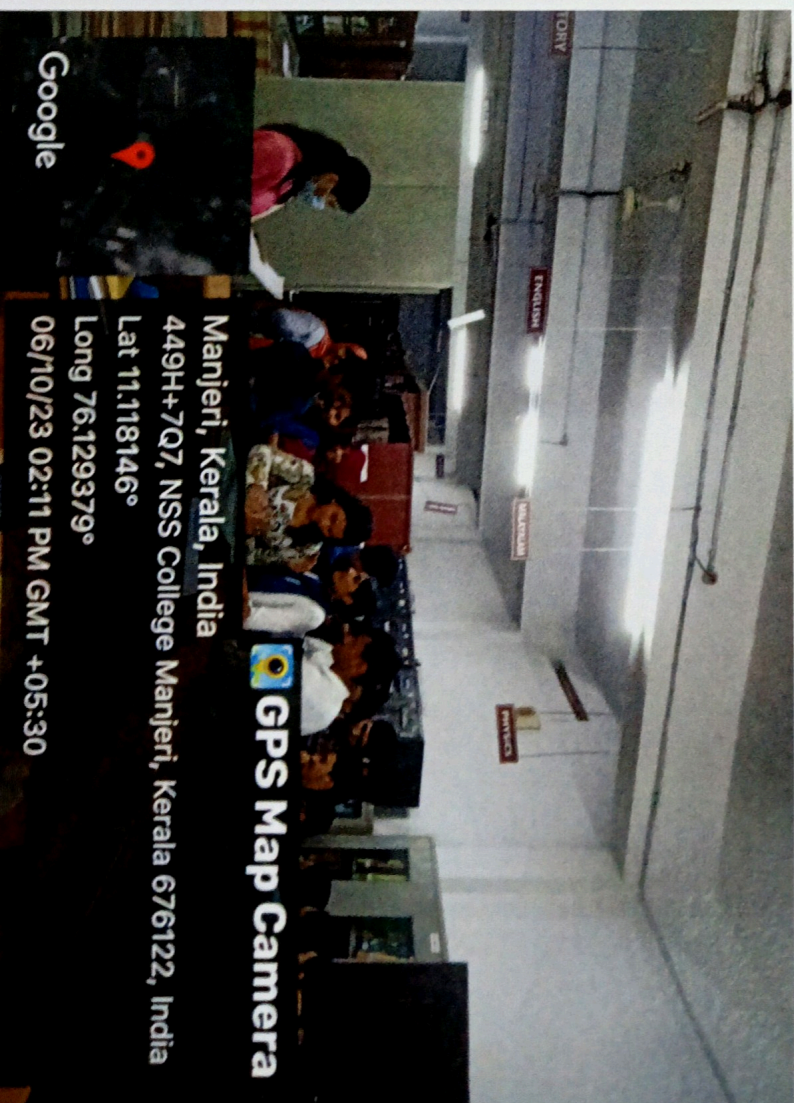 TORY
ENGLISH
MALAYALAM
PHYSICS
GPS Map Camera
Manjeri, Kerala, India
449H+7Q7, NSS College Manjeri, Kerala 676122, India
Lat 11.118146°
Long 76.129379°
06/10/23 02:11 PM GMT +05:30
Google